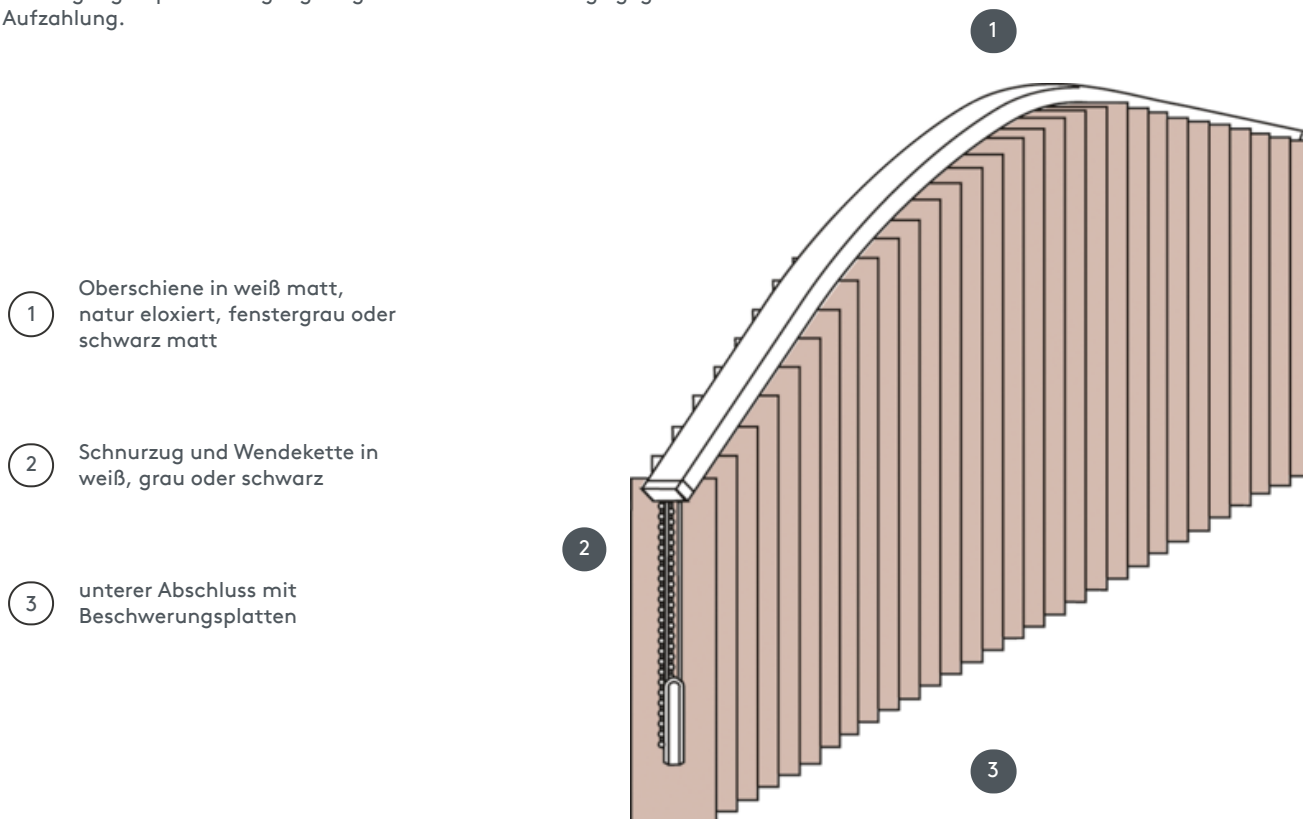 Aufzählung.
1
1
Oberschiene in weiß matt,
natur eloxiert, fenstergrau oder
schwarz matt
2
Schnurzug und Wendekette in
weiß, grau oder schwarz
2
3
unterer Abschluss mit
Beschwerungsplatten
3